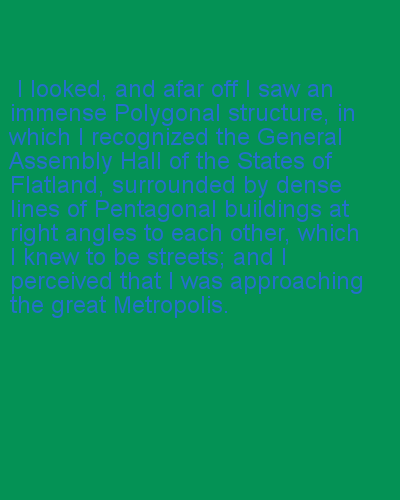 I looked, and afar off I saw an
immense Polygonal structure, in
which I recognized the General
Assembly Hall of the States of
Flatland, surrounded by dense
lines of Pentagonal buildings at
right angles to each other, which
I knew to be streets; and I
perceived that I was approaching
the great Metropolis.